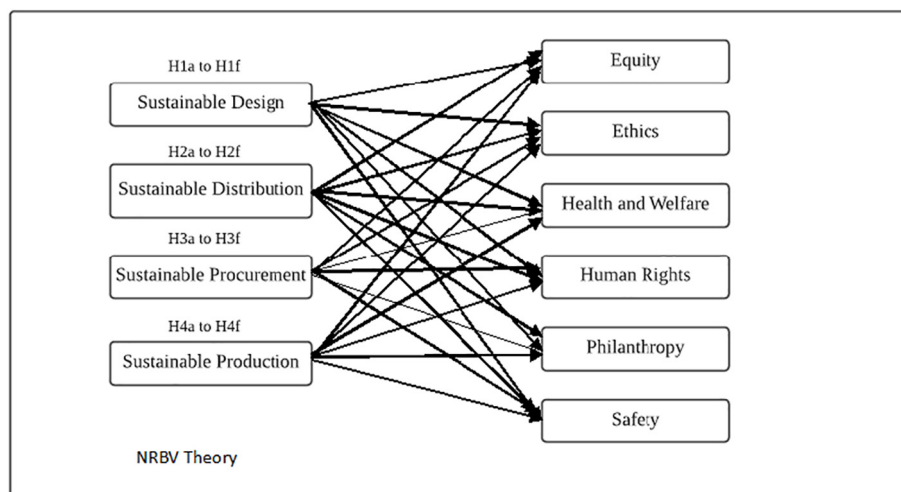 H1a to H1f
Sustainable Design
H2a to H2f
Sustainable Distribution
H3a to H3f
Sustainable Procurement
H4a to H4f
Sustainable Production
NRBV Theory
Equity
Ethics
Health and Welfare
Human Rights
Philanthropy
Safety